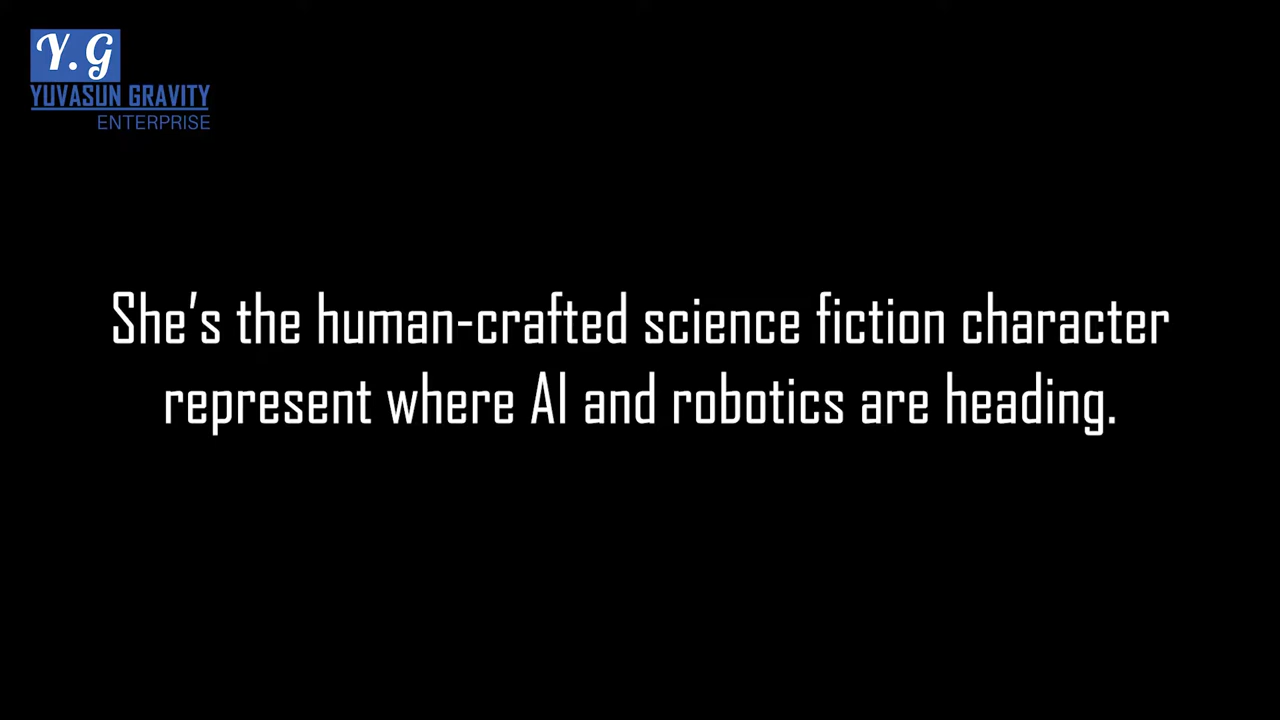 Y.G
YUVASUN GRAVITY
ENTERPRISE
She's the human-crafted science fiction character
represent where AI and robotics are heading.